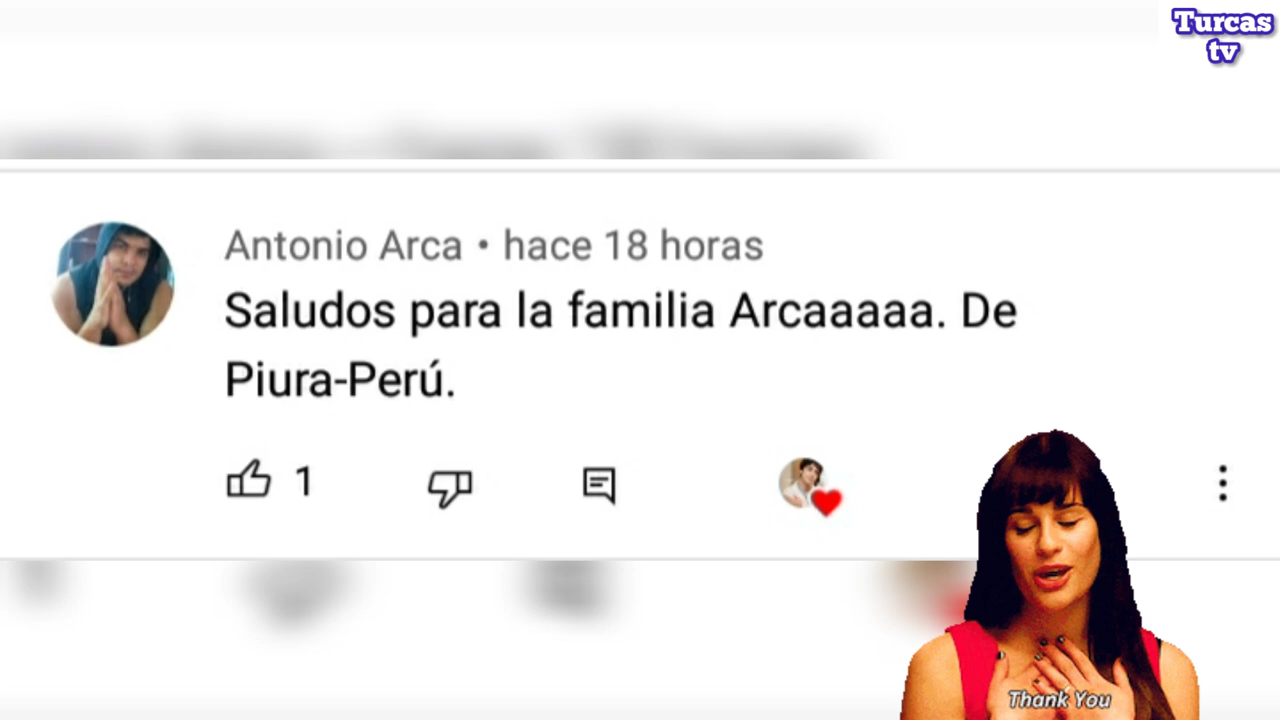 Turcas
tv
Antonio Arca • hace 18 horas
Saludos para la familia Arcaaaaa. De
Piura-Perú.
1
Thank You